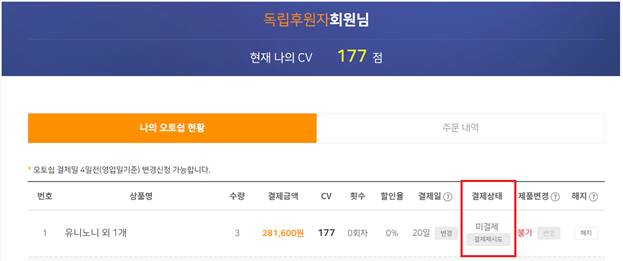 독립후원자회원님
현재 나의 CV 177 점
나의 오토쉽 현황 주문 내역
* 오토쉽 결제일 4일전(영업일기준) 변경신청 가능합니다.
번호 상품명 수량 결제금액 CV 횟수 할인율 결제일 ? 결제상태 제품변경 ? 해지 ?
1 유니노니 외 1개 3 281,600원 177 0회차 0% 20일 변경 미결제 불가 변경 해지
결제재시도